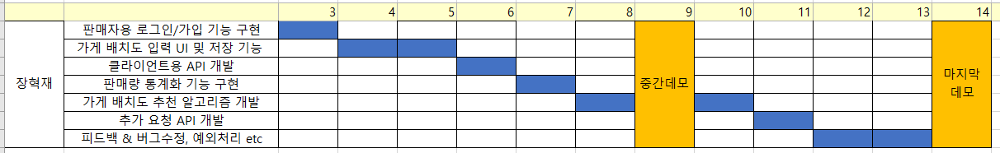 3 4 5 6 7 8 9 10 11 12 13 14
장혁재
판매자용 로그인/가입 기능 구현
가게 배치도 입력 UI 및 저장 기능
클라이언트용 API 개발
판매량 통계화 기능 구현
가게 배치도 추천 알고리즘 개발
추가 요청 API 개발
피드백 & 버그수정, 예외처리 etc
중간데모
마지막
데모